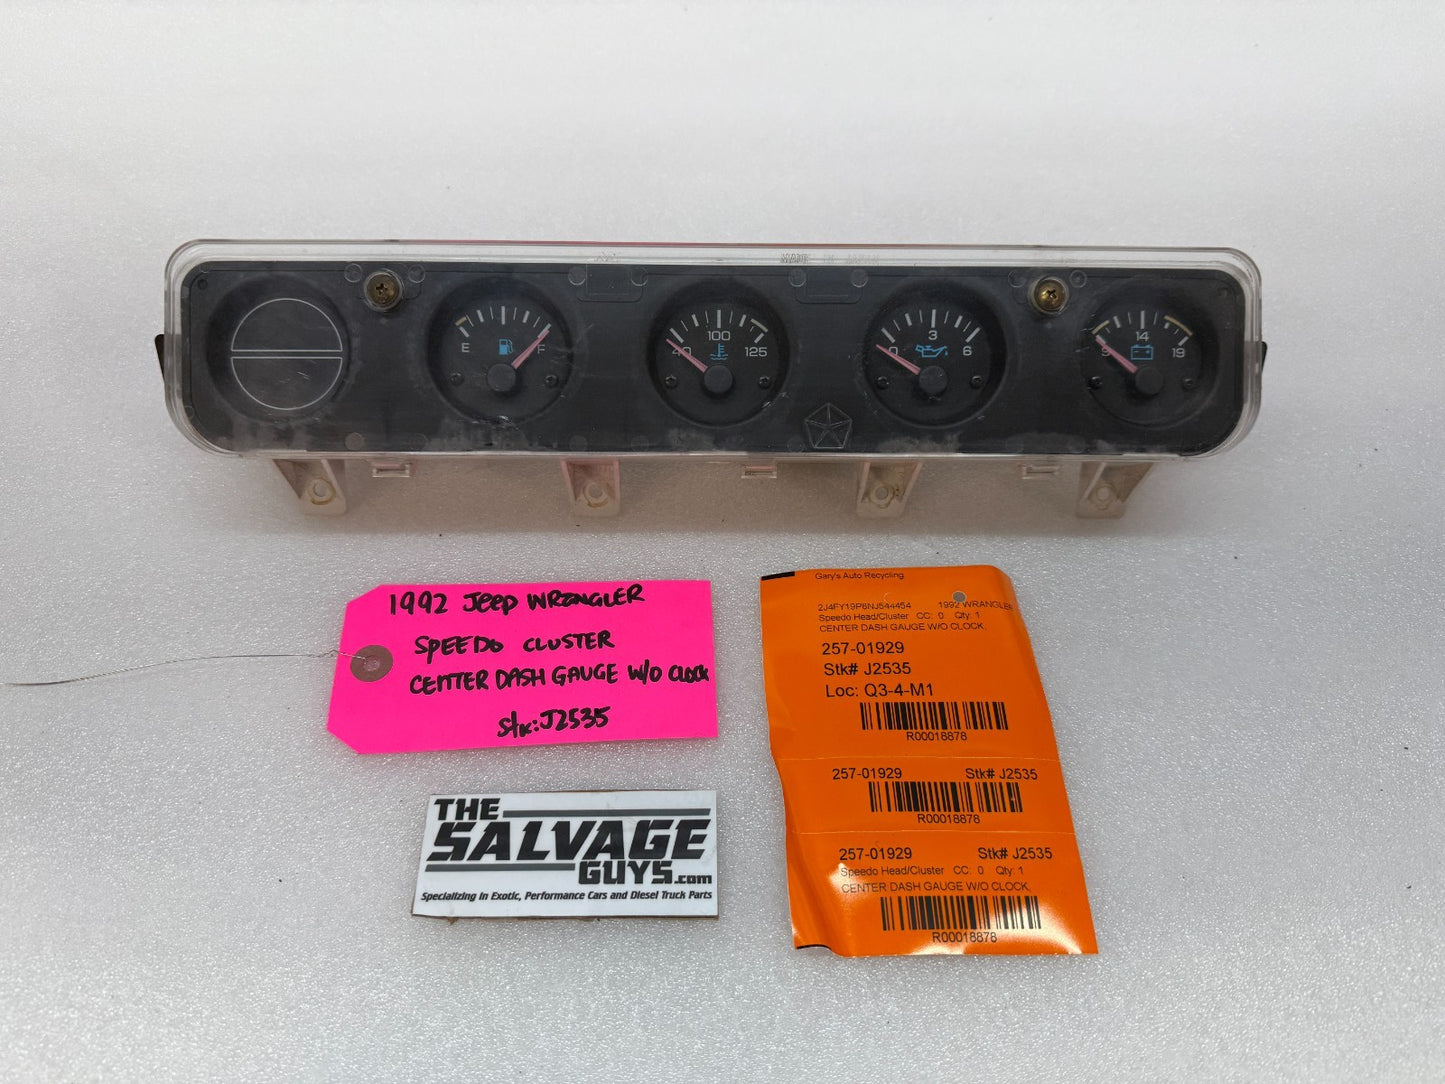 MADE IN
E
F
40
100
125
0
3
6
9
14
19
1992 Jeep WRANGLER
SPEEDO CLUSTER
CENTER DASH GAUGE W/O CLOCK
Stk: J2535
THE
SALVAGE
GUYS.com
Specializing in Exotic, Performance Cars and Diesel Truck Parts
Gary's Auto Recycling
2J4FY19P6NJ544454 1992 WRANGLER
Speedo Head/Cluster CC: 0 Qty: 1
CENTER DASH GAUGE W/O CLOCK,
257-01929
Stk# J2535
Loc: Q3-4-M1
R00018878
257-01929 Stk# J2535
R00018878
257-01929 Stk# J2535
Speedo Head/Cluster CC: 0 Qty: 1
CENTER DASH GAUGE W/O CLOCK,
R00018878